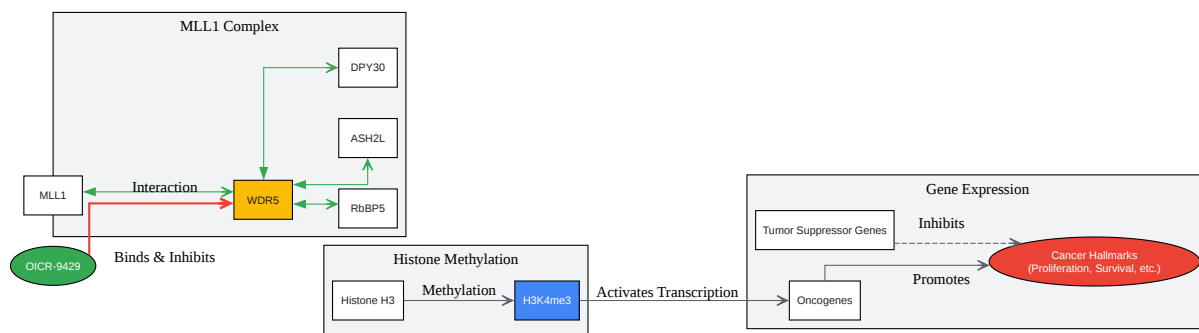 MLL1 Complex
DPY30
ASH2L
MLL1
Interaction
WDR5
RbBP5
OICR-9429
Binds & Inhibits
Histone Methylation
Histone H3
Methylation
H3K4me3
Activates Transcription
Gene Expression
Tumor Suppressor Genes
Inhibits
Cancer Hallmarks
(Proliferation, Survival, etc.)
Promotes
Oncogenes